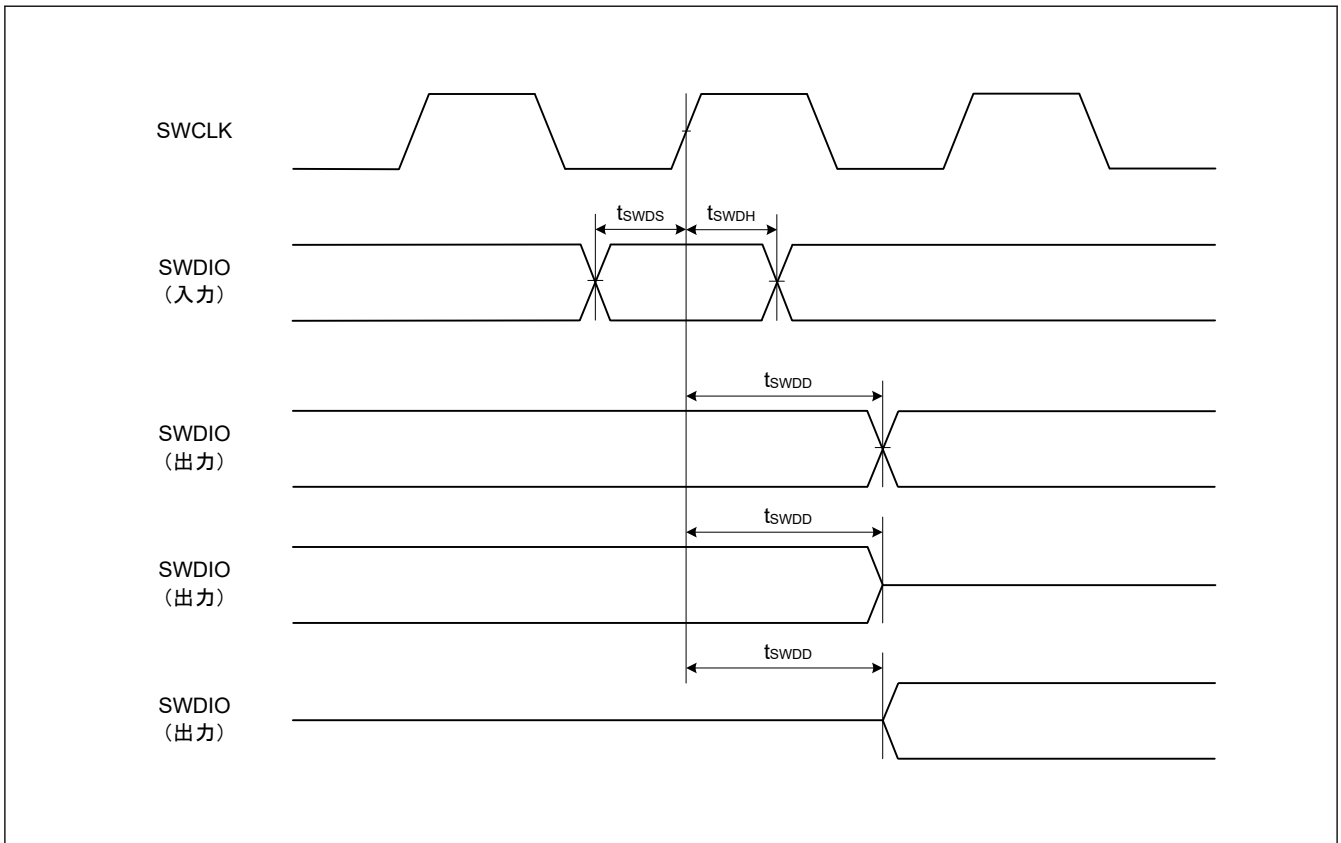 SWCLK
tSWDS
tSWDH
SWDIO
（入力）
tSWDD
SWDIO
（出力）
tSWDD
SWDIO
（出力）
tSWDD
SWDIO
（出力）